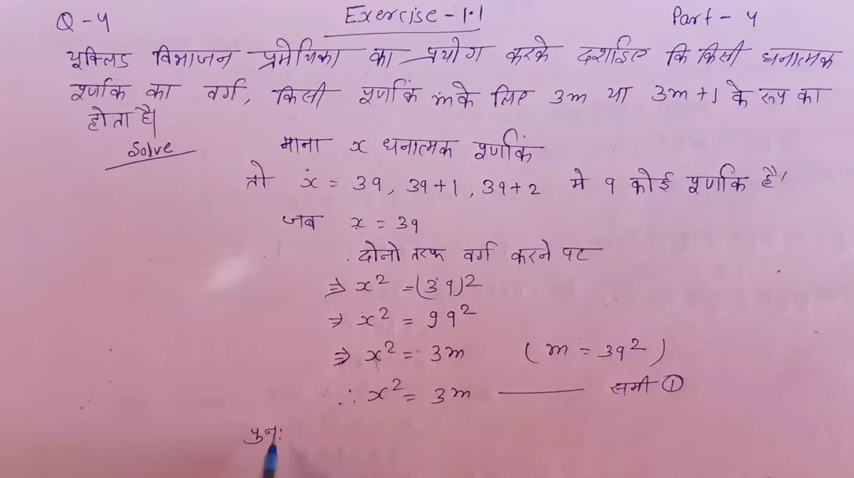 Q-4 Exercise-1.1 Part-4
यूक्लिड विभाजन प्रमेयिका का प्रयोग करके दर्शाइए कि किसी धनात्मक
पूर्णांक का वर्ग, किसी पूर्णांक m के लिए 3m या 3m+1 के रूप का
होता है।
Solve
माना x धनात्मक पूर्णांक
तो x = 3q, 3q+1, 3q+2 मे q कोई पूर्णांक है।
जब x = 3q
दोनो तरफ वर्ग करने पर
⇒ x² = (3q)²
⇒ x² = 9q²
⇒ x² = 3m (m = 3q²)
∴ x² = 3m —— समी ①
पुनः